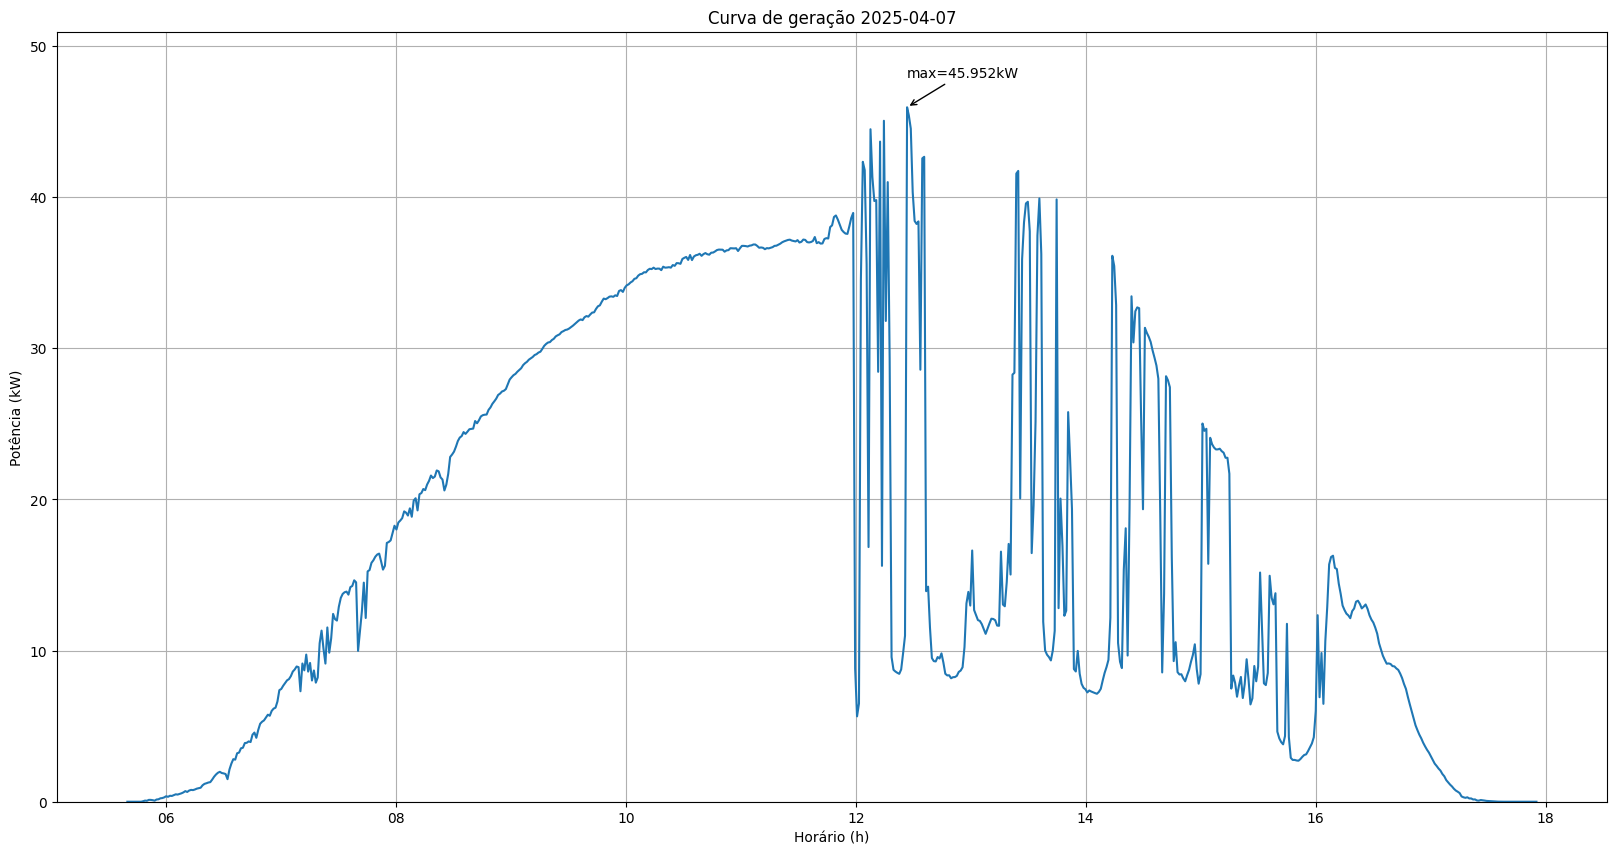 Curva de geração 2025-04-07
50
max=45.952kW
40
30
20
10
0
Potência (kW)
06 08 10 12 14 16 18
Horário (h)